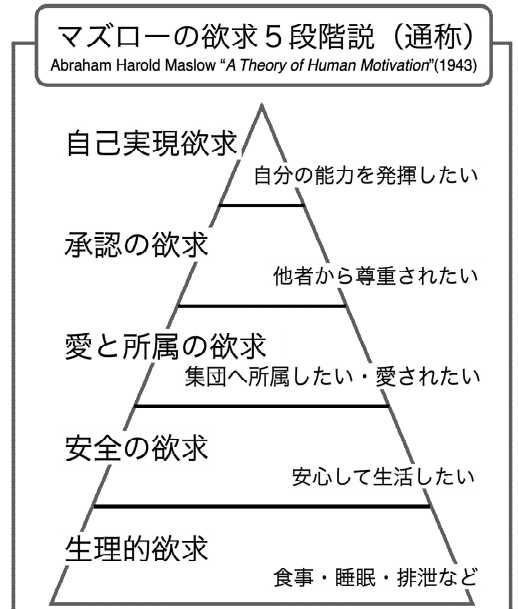 マズローの欲求５段階説（通称）
Abraham Harold Maslow “A Theory of Human Motivation”(1943)
自己実現欲求
自分の能力を発揮したい
承認の欲求
他者から尊重されたい
愛と所属の欲求
集団へ所属したい・愛されたい
安全の欲求
安心して生活したい
生理的欲求
食事・睡眠・排泄など